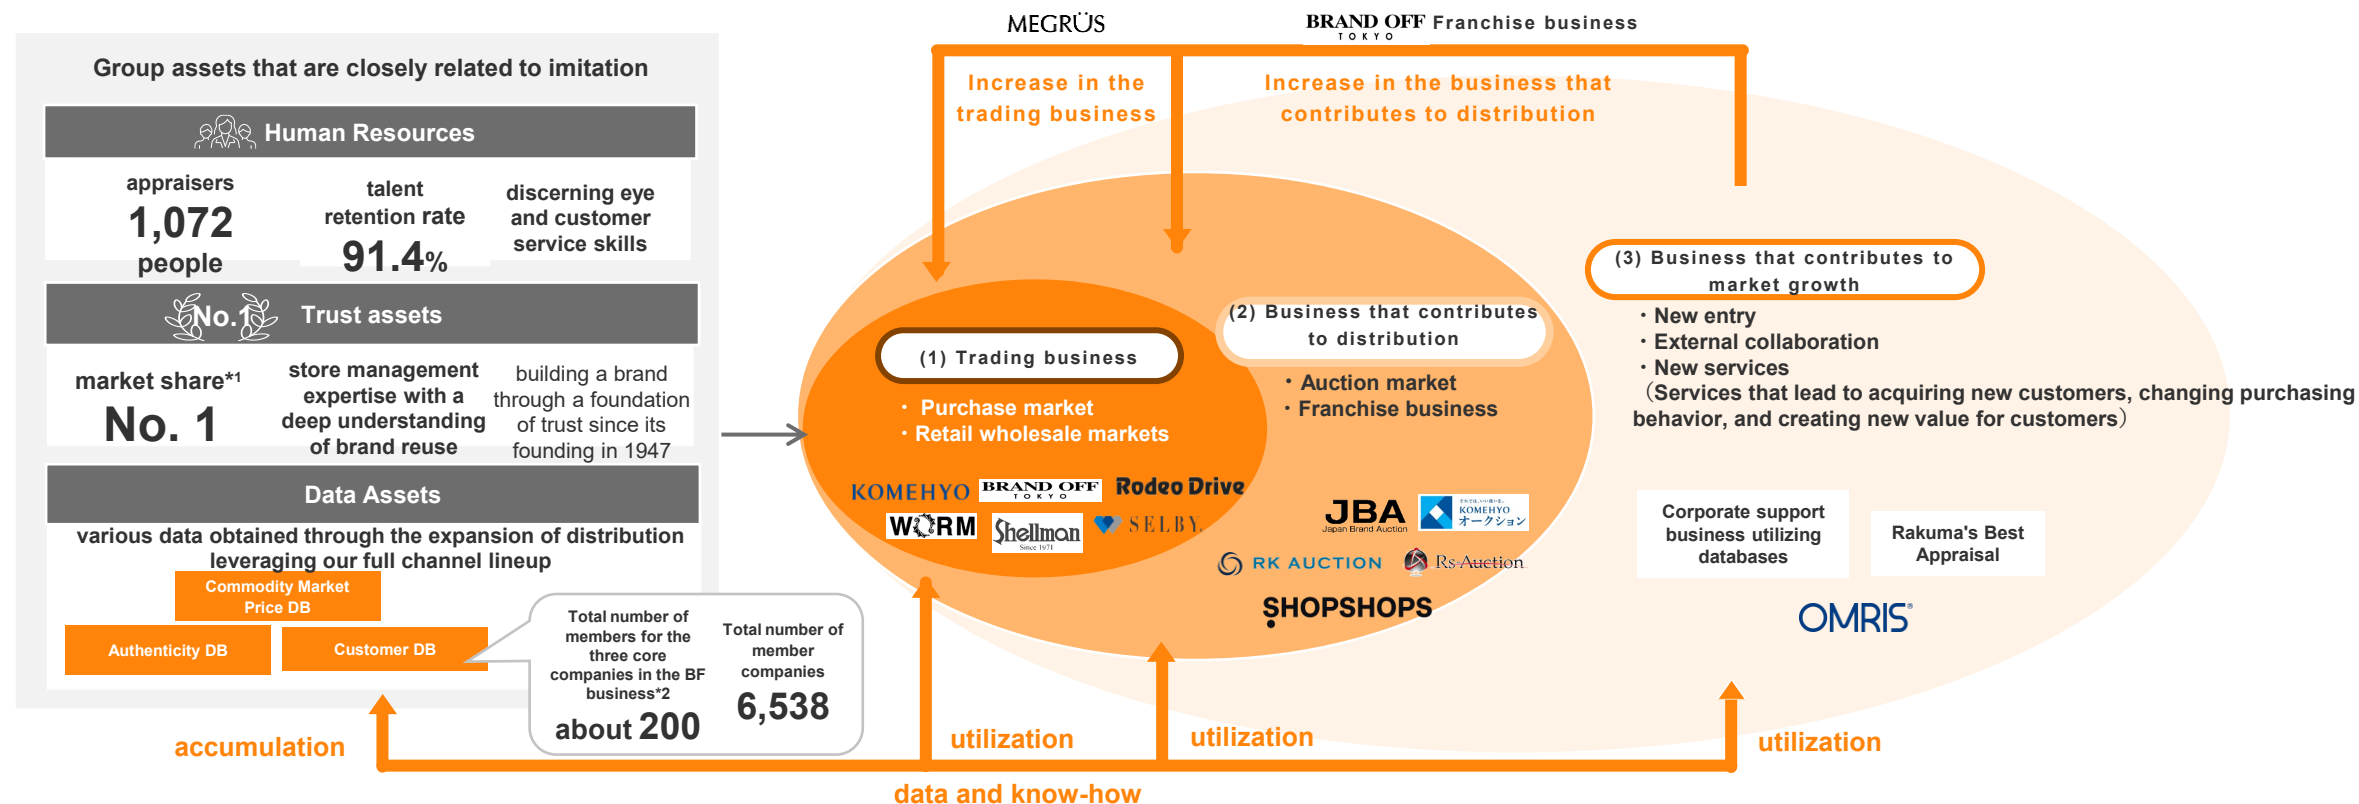 MEGRÜS
BRAND OFF
TOKYO
Franchise business
Group assets that are closely related to imitation
Human Resources
appraisers
1,072
people
talent
retention rate
91.4%
discerning eye
and customer
service skills
No.1
Trust assets
market share*1
No. 1
store management
expertise with a
deep understanding
of brand reuse
building a brand
through a foundation
of trust since its
founding in 1947
Data Assets
various data obtained through the expansion of distribution
leveraging our full channel lineup
Commodity Market
Price DB
Authenticity DB
Customer DB
Total number of
members for the
three core
companies in the BF
business*2
about 200
Total number of
member
companies
6,538
Increase in the
trading business
Increase in the business that
contributes to distribution
(1) Trading business
・ Purchase market
・Retail wholesale markets
KOMEHYO
BRAND OFF
TOKYO
Rodeo Drive
WORM
Shellman
Since 1971
SELBY
(2) Business that contributes
to distribution
・ Auction market
・Franchise business
JBA
Japan Brand Auction
それでは、いい商いを。
KOMEHYO
オークション
RK AUCTION
Rs-Auction
SHOPSHOPS
(3) Business that contributes to
market growth
・New entry
・External collaboration
・New services
（Services that lead to acquiring new customers, changing purchasing
behavior, and creating new value for customers）
Corporate support
business utilizing
databases
Rakuma's Best
Appraisal
OMRIS®
accumulation
utilization
utilization
utilization
data and know-how